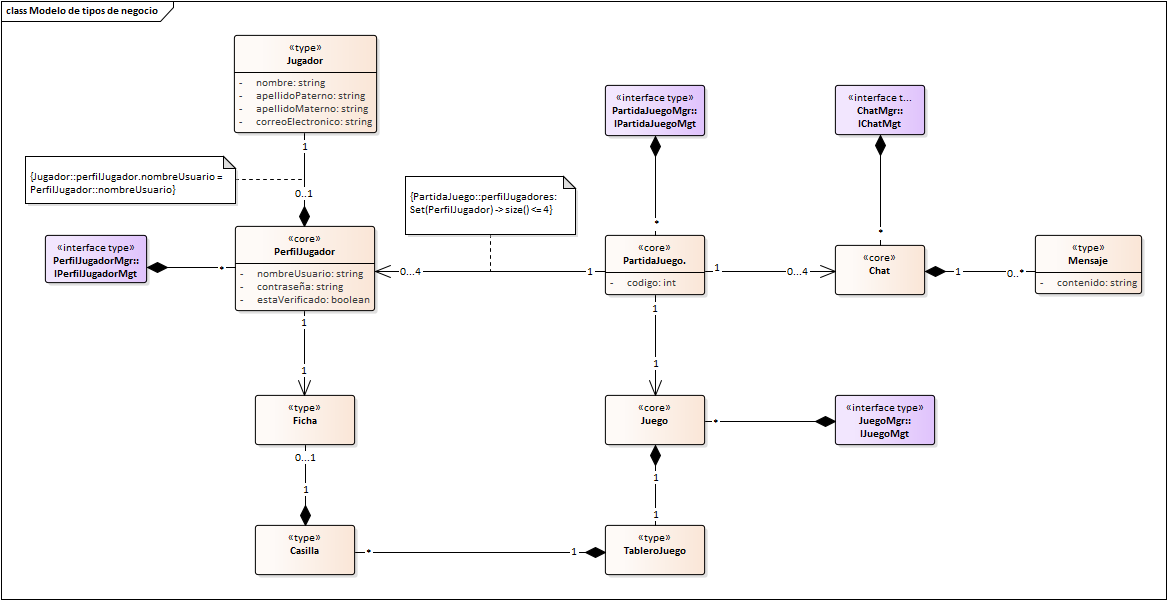 class Modelo de tipos de negocio
«type»
Jugador
- nombre: string
- apellidoPaterno: string
- apellidoMaterno: string
- correoElectronico: string
1
0..1
{Jugador::perfilJugador.nombreUsuario =
PerfilJugador::nombreUsuario}
«interface type»
PerfilJugadorMgr::
IPerfilJugadorMgt
*
«core»
PerfilJugador
- nombreUsuario: string
- contraseña: string
- estaVerificado: boolean
{PartidaJuego::perfilJugadores:
Set(PerfilJugador) -> size() <= 4}
0...4
1
«interface type»
PartidaJuegoMgr::
IPartidaJuegoMgt
*
«core»
PartidaJuego.
- codigo: int
1
0...4
«interface t...
ChatMgr::
IChatMgt
*
«core»
Chat
1
0..*
«type»
Mensaje
- contenido: string
1
1
«type»
Ficha
0...1
1
«type»
Casilla
*
1
1
1
«core»
Juego
*
«interface type»
JuegoMgr::
IJuegoMgt
1
1
«type»
TableroJuego